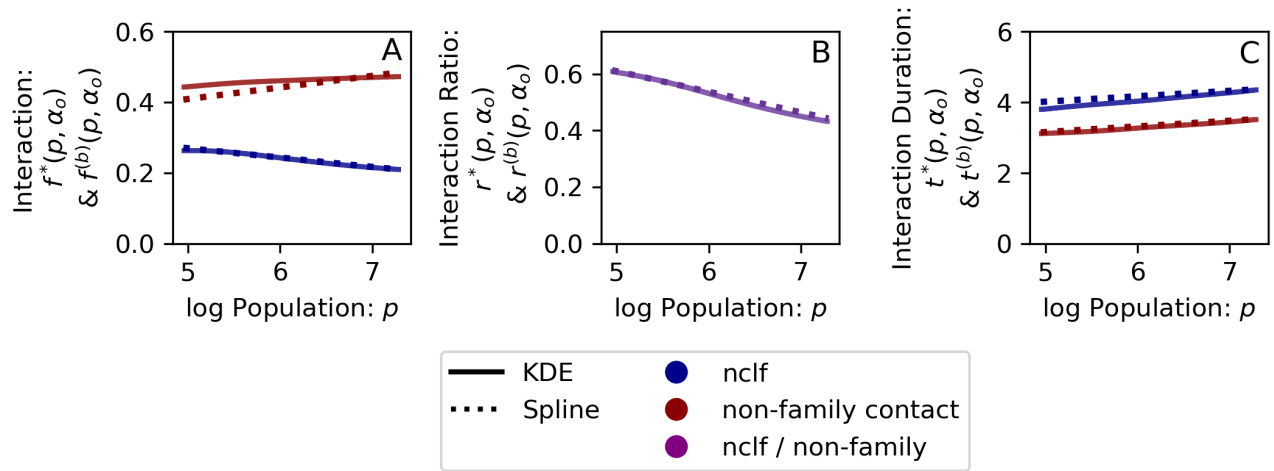 Interaction:
f*(p, αₒ)
& f⁽ᵇ⁾(p, αₒ)
0.6
0.4
0.2
0.0
A
5 6 7
log Population: p
Interaction Ratio:
r*(p, αₒ)
& r⁽ᵇ⁾(p, αₒ)
0.6
0.4
0.2
0.0
B
5 6 7
log Population: p
Interaction Duration:
t*(p, αₒ)
& t⁽ᵇ⁾(p, αₒ)
6
4
2
0
C
5 6 7
log Population: p
KDE
Spline
nclf
non-family contact
nclf / non-family